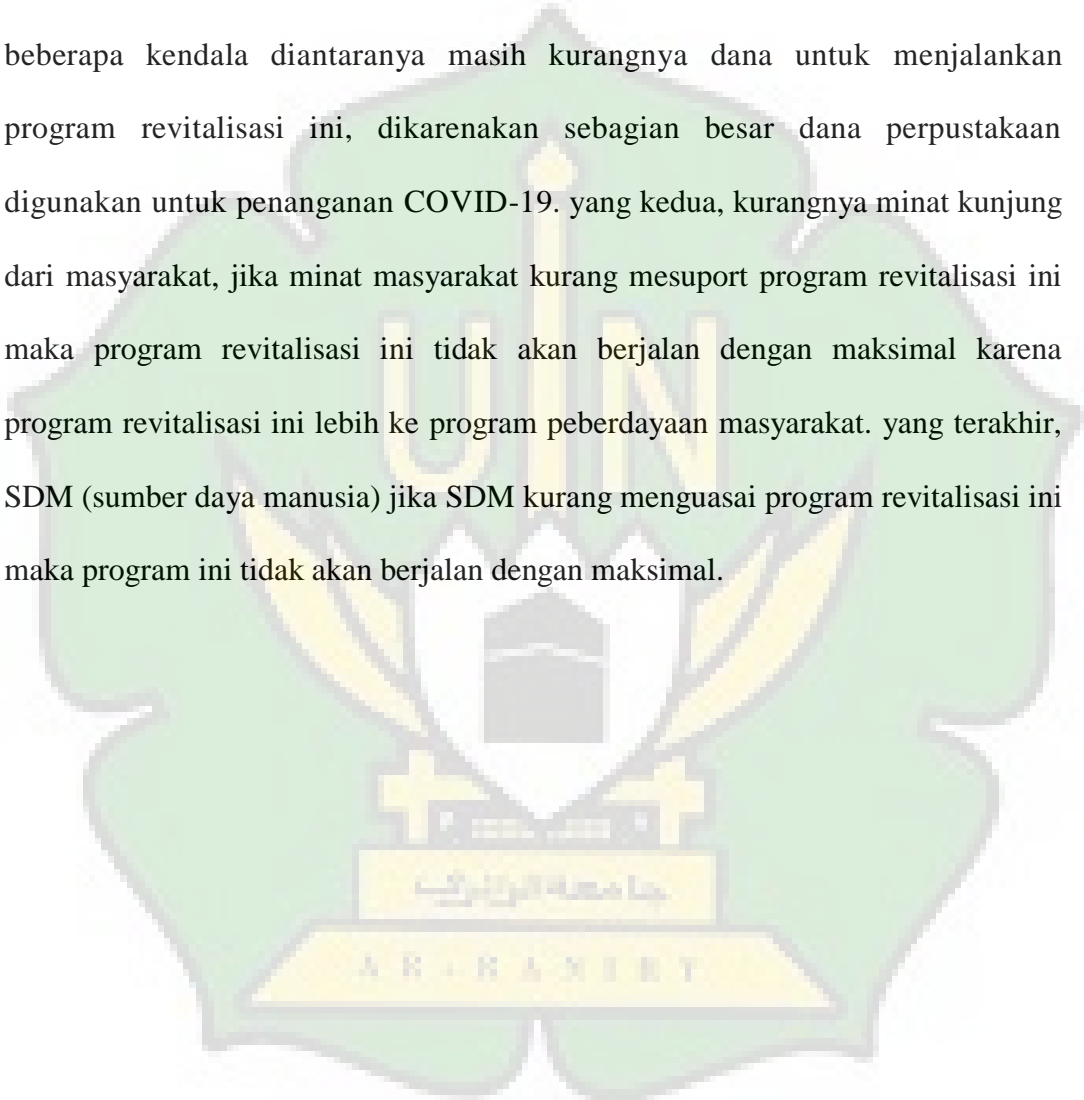 beberapa kendala diantaranya masih kurangnya dana untuk menjalankan
program revitalisasi ini, dikarenakan sebagian besar dana perpustakaan
digunakan untuk penanganan COVID-19. yang kedua, kurangnya minat kunjung
dari masyarakat, jika minat masyarakat kurang mesuport program revitalisasi ini
maka program revitalisasi ini tidak akan berjalan dengan maksimal karena
program revitalisasi ini lebih ke program peberdayaan masyarakat. yang terakhir,
SDM (sumber daya manusia) jika SDM kurang menguasai program revitalisasi ini
maka program ini tidak akan berjalan dengan maksimal.
UIN
جامعة الرانيري
AR-RANIRY